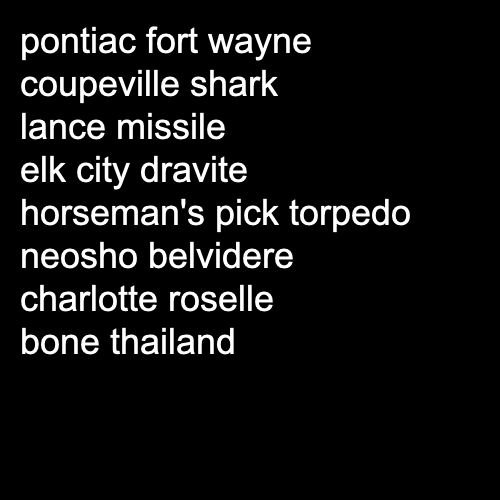 pontiac fort wayne
coupeville shark
lance missile
elk city dravite
horseman's pick torpedo
neosho belvidere
charlotte roselle
bone thailand